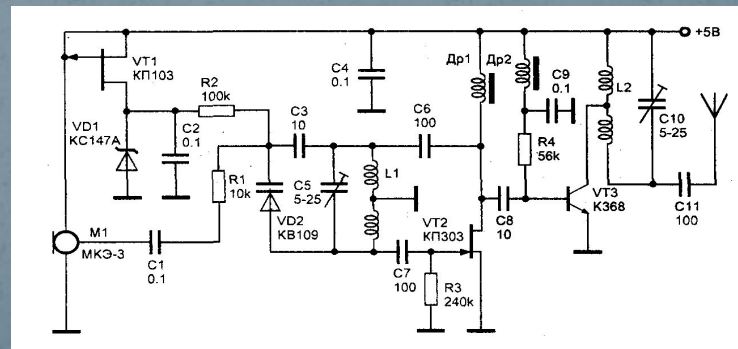 +5В
VT1
КП103
R2
100k
VD1
КС147А
C2
0.1
C4
0.1
Др1
Др2
C9
0.1
L2
C10
5-25
C3
10
C6
100
R4
56k
R1
10k
C5
5-25
L1
VD2
КВ109
VT2
КП303
C8
10
VT3
К368
C11
100
М1
МКЭ-3
C1
0.1
C7
100
R3
240k